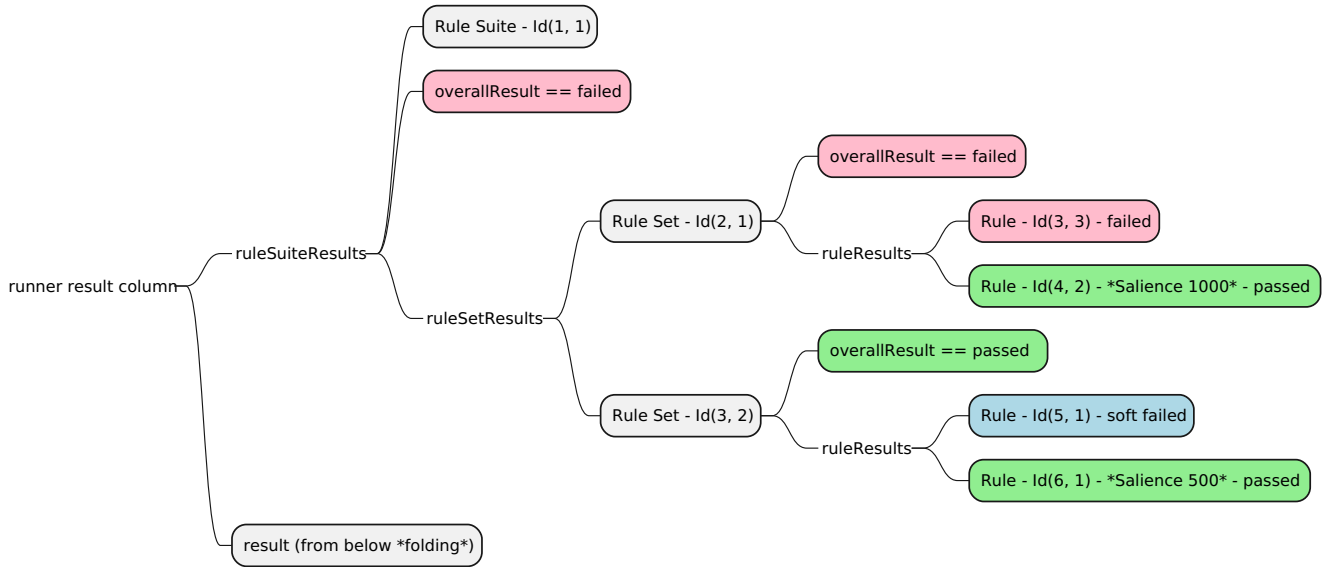 Rule Suite - Id(1, 1)
overallResult == failed
overallResult == failed
Rule Set - Id(2, 1)
Rule - Id(3, 3) - failed
ruleSuiteResults
ruleResults
Rule - Id(4, 2) - *Salience 1000* - passed
runner result column
ruleSetResults
overallResult == passed
Rule Set - Id(3, 2)
Rule - Id(5, 1) - soft failed
ruleResults
Rule - Id(6, 1) - *Salience 500* - passed
result (from below *folding*)